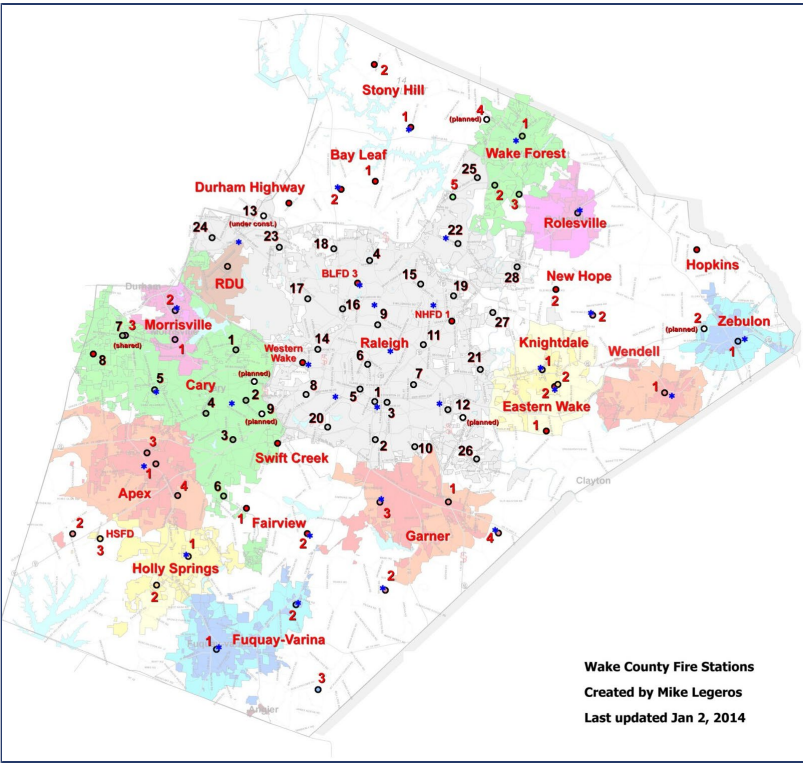 2
Stony Hill
4
(planned)
1
1
Wake Forest
Bay Leaf
1
25
Durham Highway
2
5
2
3
13
(under const.)
Rolesville
24
23
18
4
22
Hopkins
RDU
BLFD 3
15
28
New Hope
2
17
19
2
16
9
NHFD 1
27
2
(planned)
Zebulon
1
2
Morrisville
1
7
3
(shared)
8
1
Western
Wake
14
Raleigh
11
Knightdale
1
Wendell
6
21
Cary
(planned)
5
8
7
2
2
Eastern Wake
1
4
2
9
(planned)
5
1
3
12
(planned)
20
3
Swift Creek
2
10
26
1
3
1
Apex
4
6
Clayton
1
Fairview
2
3
1
Garner
4
2
HSFD
3
1
Holly Springs
2
2
2
1
Fuquay-Varina
3
Angier
Wake County Fire Stations
Created by Mike Legeros
Last updated Jan 2, 2014